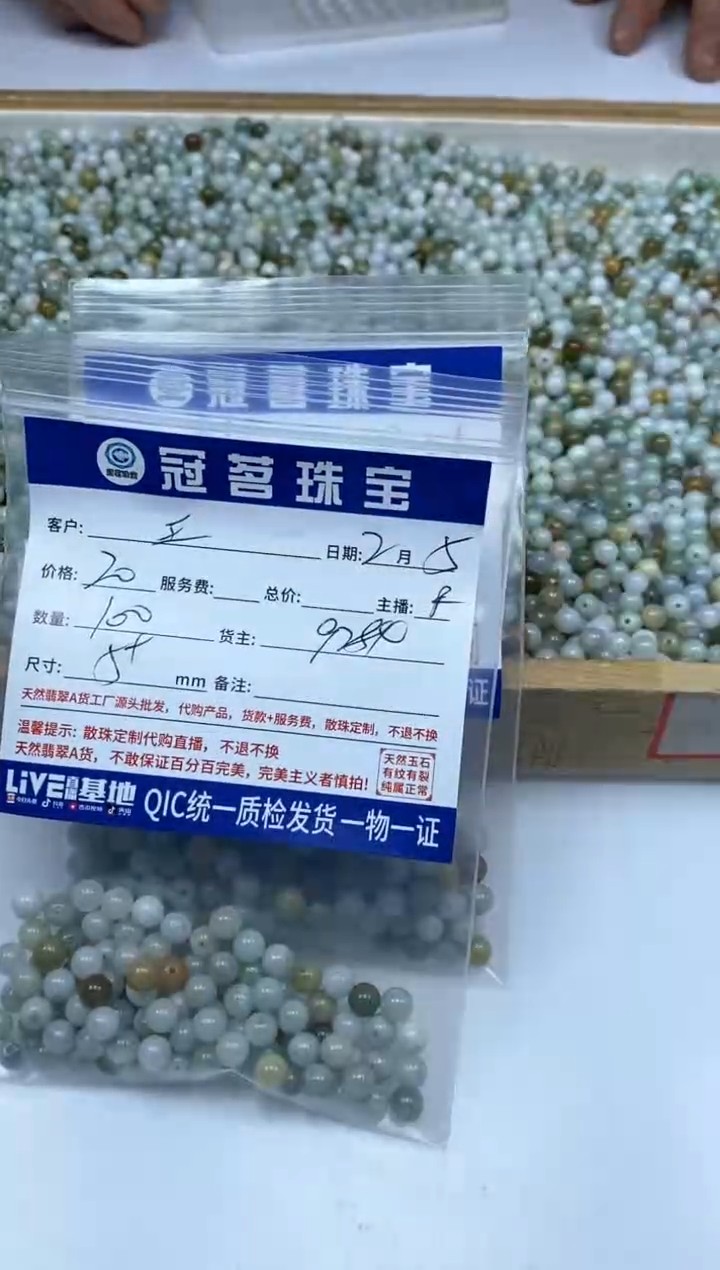 冠茗珠宝
冠茗珠宝
客户: 日期:2月5
价格:20 服务费: 总价: 主播:
数量:100 货主:
尺寸:5+ mm 备注:
天然翡翠A货工厂源头批发，代购产品，货款+服务费，散珠定制，不退不换
温馨提示: 散珠定制代购直播，不退不换
天然翡翠A货，不敢保证百分百完美，完美主义者慎拍!
天然玉石
有纹有裂
纯属正常
LIVE直播基地 QIC统一质检发货一物一证
证